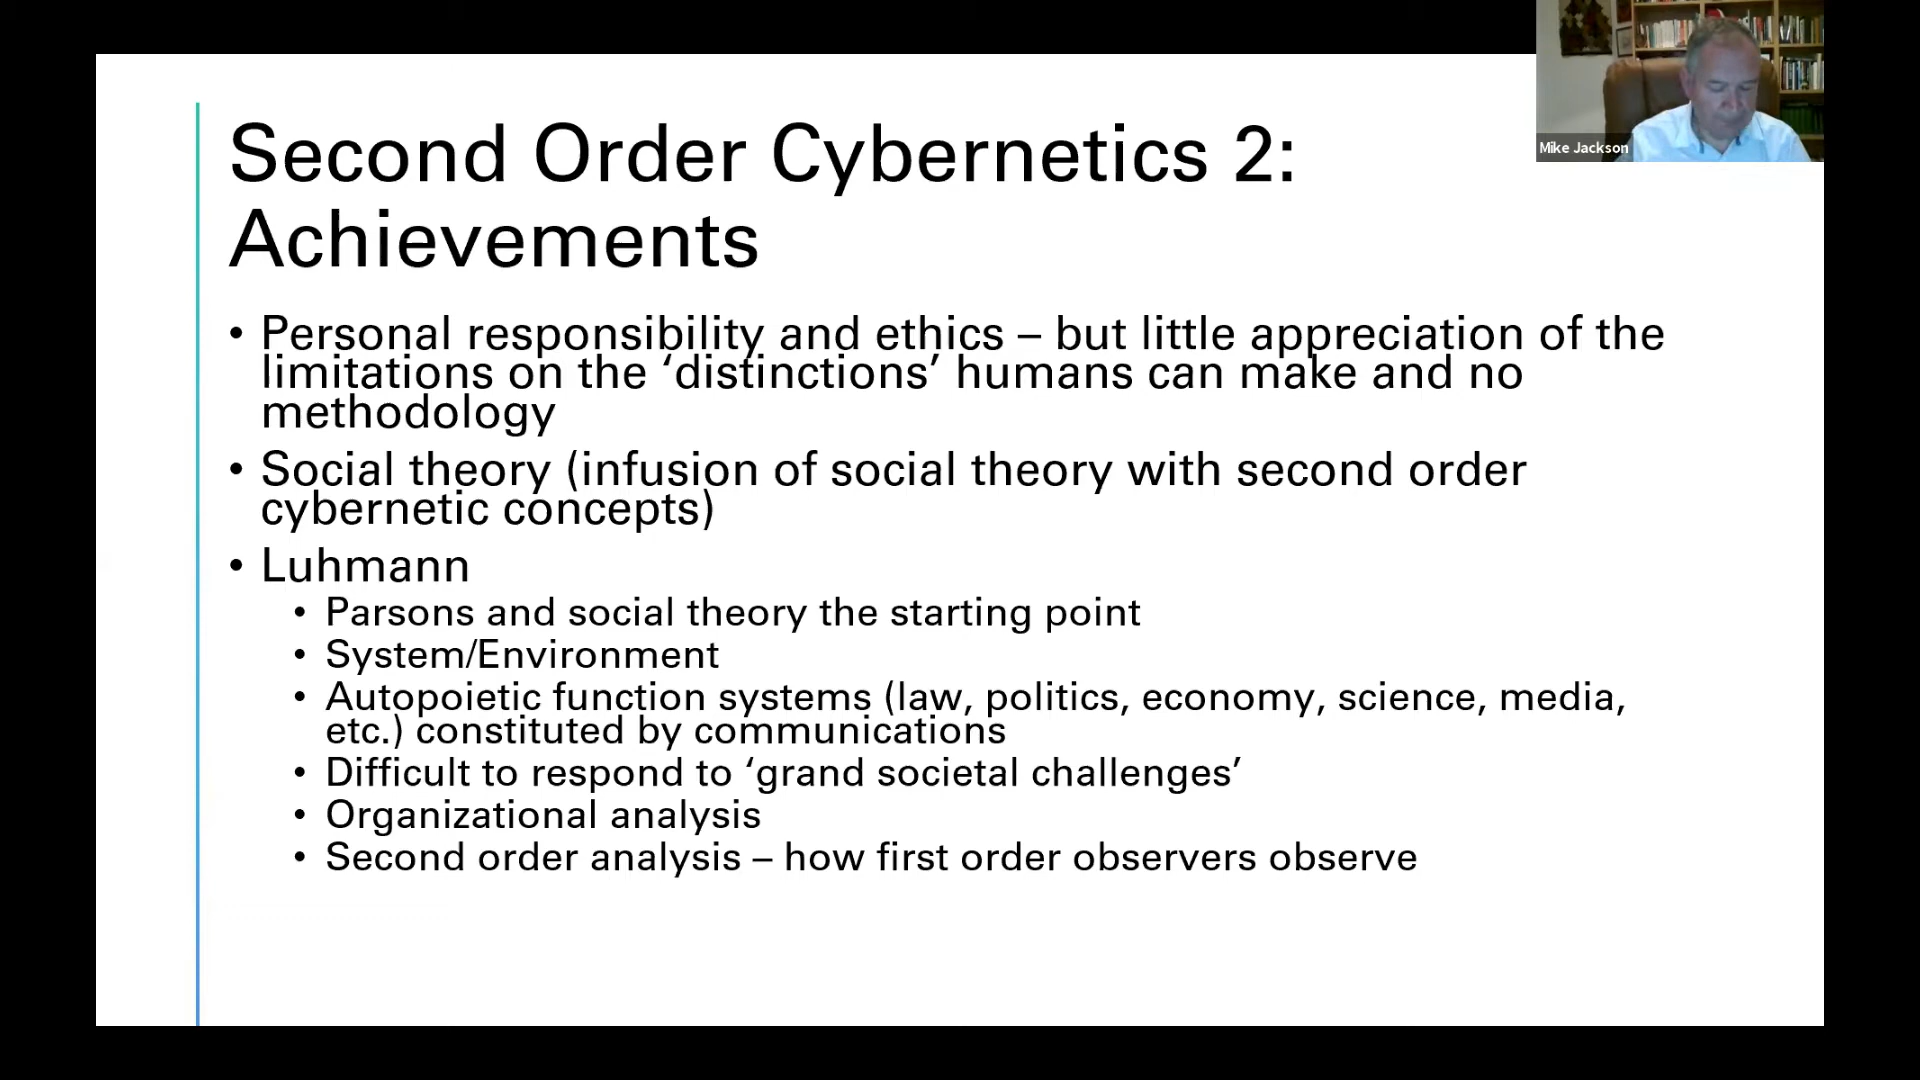 Second Order Cybernetics 2:
Achievements
Mike Jackson
• Personal responsibility and ethics – but little appreciation of the
limitations on the ‘distinctions’ humans can make and no
methodology
• Social theory (infusion of social theory with second order
cybernetic concepts)
• Luhmann
• Parsons and social theory the starting point
• System/Environment
• Autopoietic function systems (law, politics, economy, science, media,
etc.) constituted by communications
• Difficult to respond to ‘grand societal challenges’
• Organizational analysis
• Second order analysis – how first order observers observe